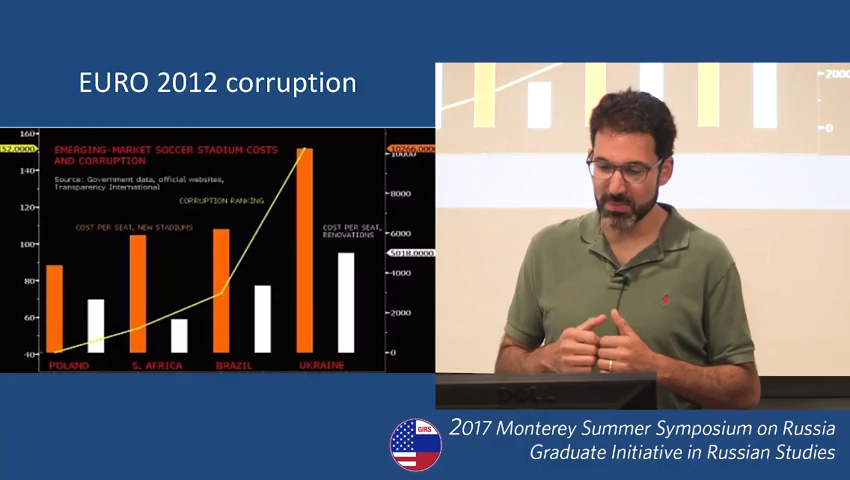 EURO 2012 corruption
EMERGING-MARKET SOCCER STADIUM COSTS
AND CORRUPTION
Source: Government data, official websites,
Transparency International
CORRUPTION RANKING
COST PER SEAT, NEW STADIUMS
COST PER SEAT,
RENOVATIONS
160
52.0000
140
120
100
80
60
40
10266.000
10000
8000
6000
5018.0000
4000
2000
0
POLAND
S. AFRICA
BRAZIL
UKRAINE
2000
0
DELL
GIRS
2017 Monterey Summer Symposium on Russia
Graduate Initiative in Russian Studies